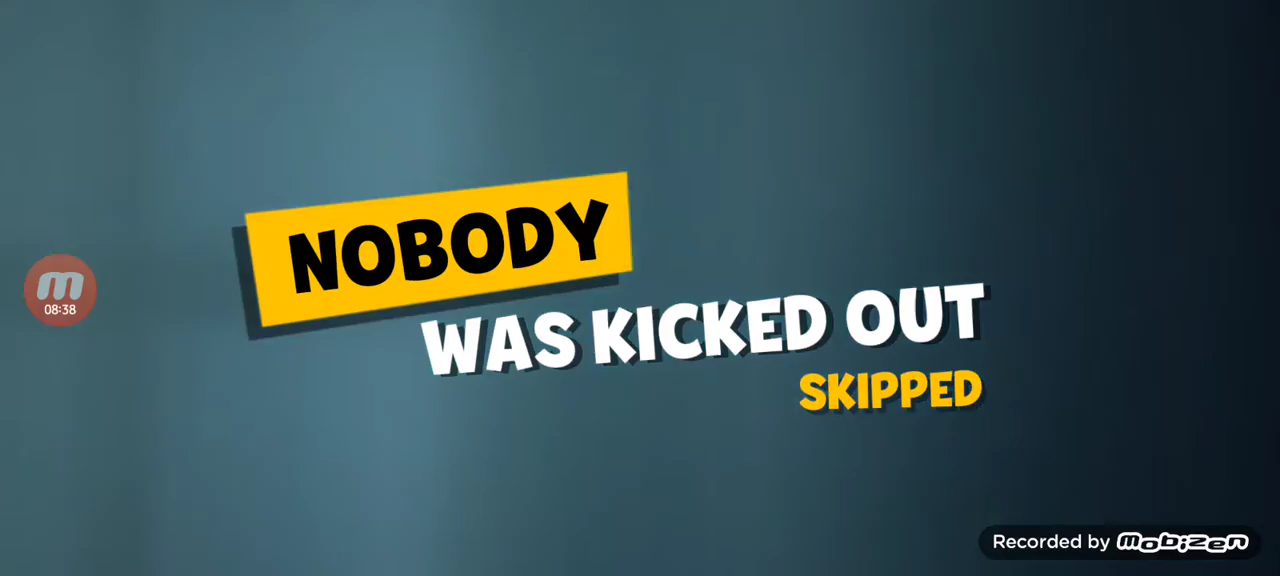 NOBODY
WAS KICKED OUT
SKIPPED
m
08:38
Recorded by mobizen